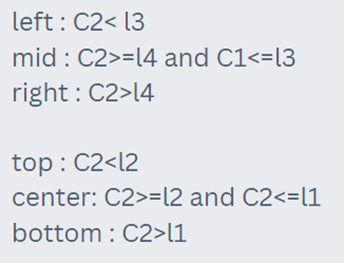 left : C2< l3
mid : C2>=l4 and C1<=l3
right : C2>l4
top : C2<l2
center: C2>=l2 and C2<=l1
bottom : C2>l1